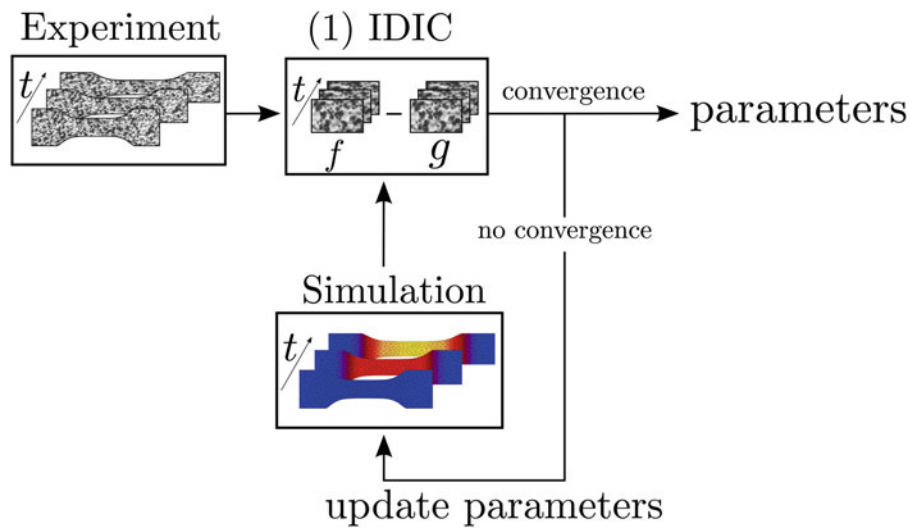 Experiment
(1) IDIC
t
t
f
–
g
convergence
parameters
no convergence
Simulation
t
update parameters